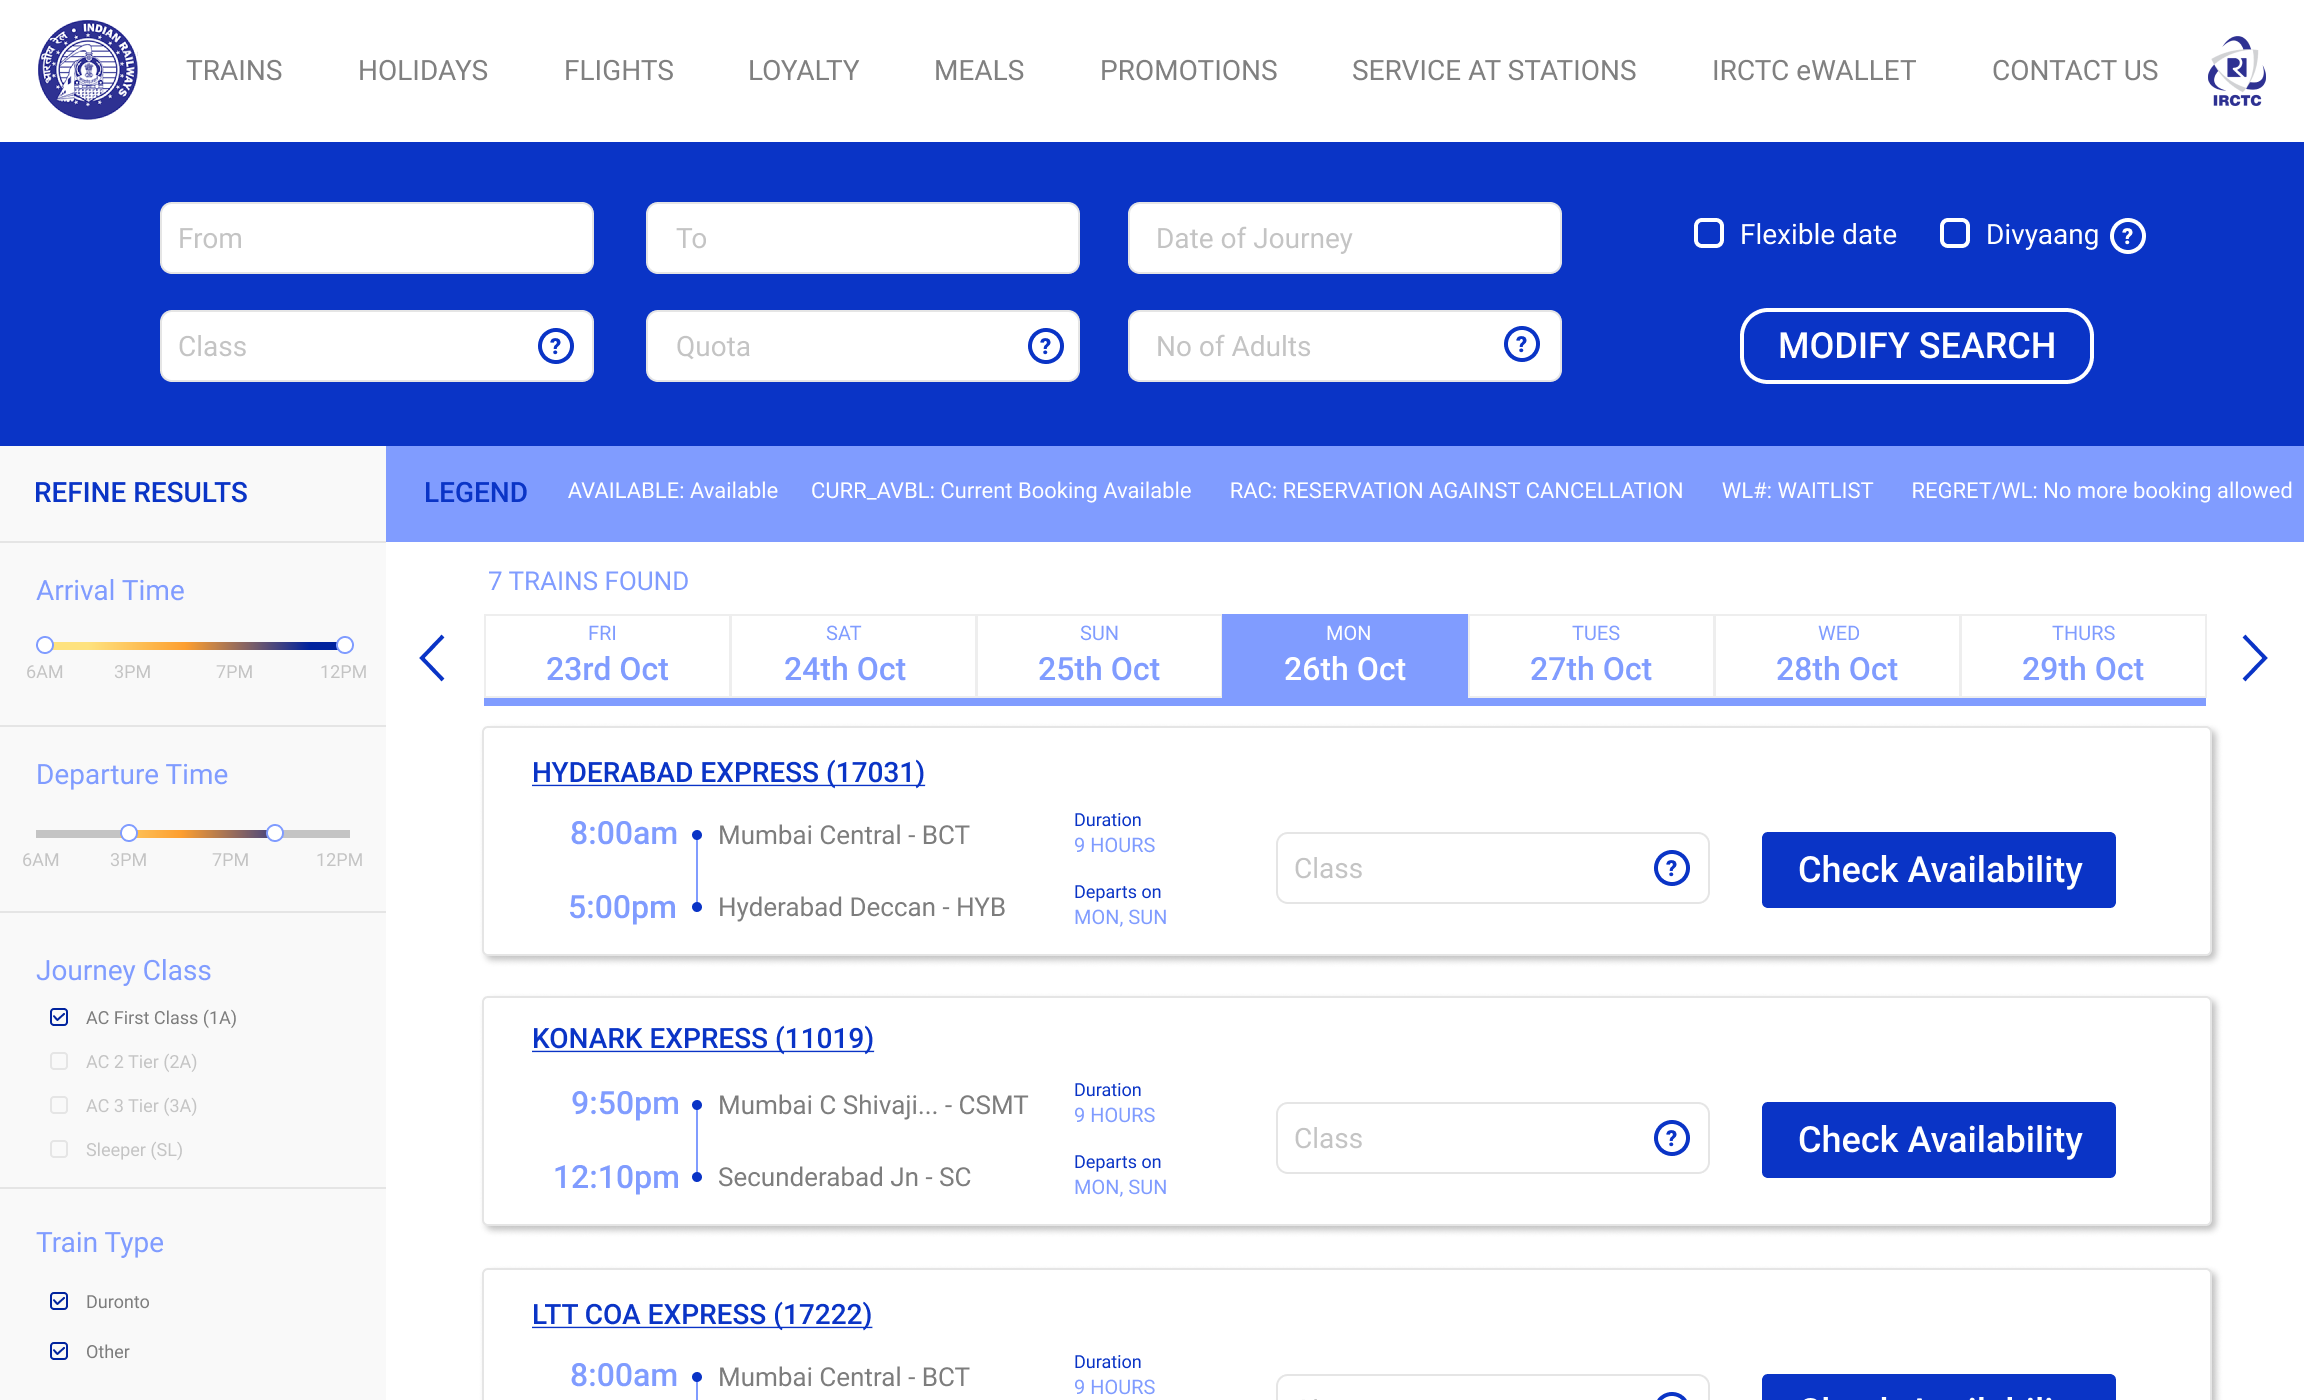 भारतीय रेल • INDIAN RAILWAYS
TRAINS
HOLIDAYS
FLIGHTS
LOYALTY
MEALS
PROMOTIONS
SERVICE AT STATIONS
IRCTC eWALLET
CONTACT US
IRCTC
From
To
Date of Journey
Flexible date
Divyaang ?
Class ?
Quota ?
No of Adults ?
MODIFY SEARCH
REFINE RESULTS
LEGEND
AVAILABLE: Available
CURR_AVBL: Current Booking Available
RAC: RESERVATION AGAINST CANCELLATION
WL#: WAITLIST
REGRET/WL: No more booking allowed
Arrival Time
6AM 3PM 7PM 12PM
Departure Time
6AM 3PM 7PM 12PM
Journey Class
AC First Class (1A)
AC 2 Tier (2A)
AC 3 Tier (3A)
Sleeper (SL)
Train Type
Duronto
Other
7 TRAINS FOUND
FRI
23rd Oct
SAT
24th Oct
SUN
25th Oct
MON
26th Oct
TUES
27th Oct
WED
28th Oct
THURS
29th Oct
HYDERABAD EXPRESS (17031)
8:00am Mumbai Central - BCT
5:00pm Hyderabad Deccan - HYB
Duration
9 HOURS
Departs on
MON, SUN
Class ?
Check Availability
KONARK EXPRESS (11019)
9:50pm Mumbai C Shivaji... - CSMT
12:10pm Secunderabad Jn - SC
Duration
9 HOURS
Departs on
MON, SUN
Class ?
Check Availability
LTT COA EXPRESS (17222)
8:00am Mumbai Central - BCT
Duration
9 HOURS